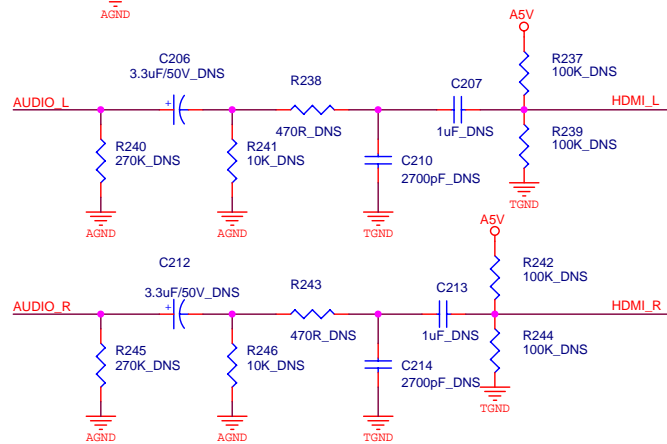 AGND
A5V
C206
3.3uF/50V_DNS
R238
C207
R237
100K_DNS
AUDIO_L
HDMI_L
+
470R_DNS
1uF_DNS
R240
270K_DNS
R241
10K_DNS
C210
2700pF_DNS
R239
100K_DNS
TGND
AGND
AGND
TGND
A5V
C212
3.3uF/50V_DNS
R243
C213
R242
100K_DNS
AUDIO_R
HDMI_R
+
470R_DNS
1uF_DNS
R245
270K_DNS
R246
10K_DNS
C214
2700pF_DNS
R244
100K_DNS
TGND
AGND
AGND
TGND